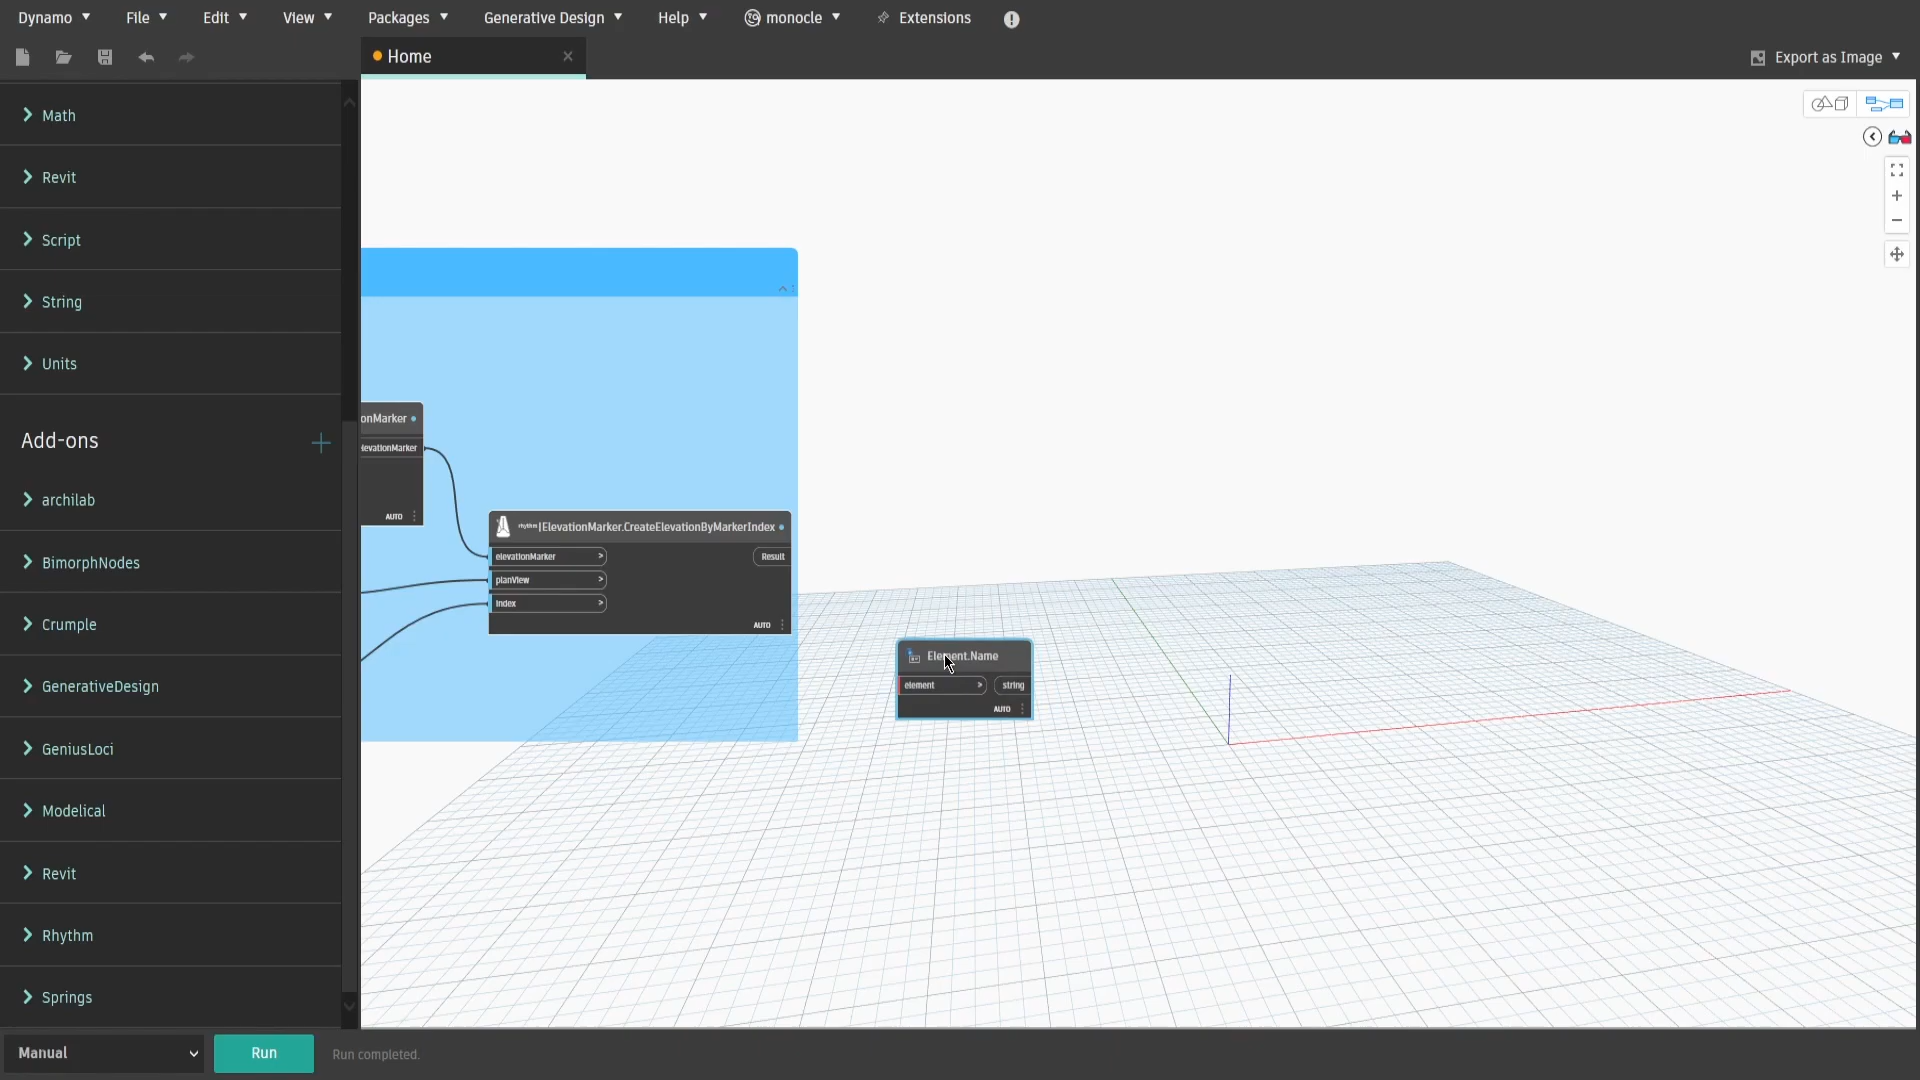 Dynamo File Edit View Packages Generative Design Help monocle Extensions
Home
Export as Image
Math
Revit
Script
String
Units
Add-ons
archilab
BimorphNodes
Crumple
GenerativeDesign
GeniusLoci
Modelical
Revit
Rhythm
Springs
onMarker
levationMarker
AUTO
rhythm|ElevationMarker.CreateElevationByMarkerIndex
elevationMarker > Result
planView >
index >
AUTO
Element.Name
element > string
AUTO
Manual Run Run completed.